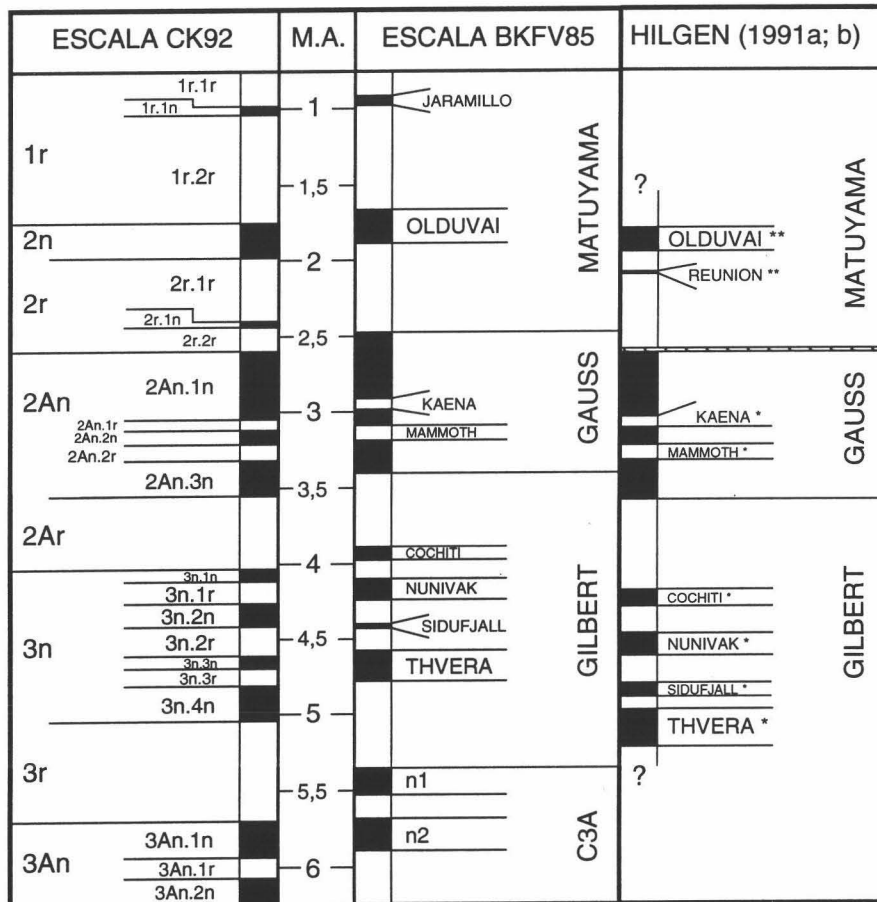 ESCALA CK92
M.A.
ESCALA BKFV85
HILGEN (1991a; b)
1r
1r.1r
1r.1n
1r.2r
2n
2r
2r.1r
2r.1n
2r.2r
2An
2An.1n
2An.1r
2An.2n
2An.2r
2An.3n
2Ar
3n
3n.1n
3n.1r
3n.2n
3n.2r
3n.3n
3n.3r
3n.4n
3r
3An
3An.1n
3An.1r
3An.2n
1
1,5
2
2,5
3
3,5
4
4,5
5
5,5
6
JARAMILLO
OLDUVAI
MATUYAMA
KAENA
MAMMOTH
GAUSS
COCHITI
NUNIVAK
SIDUFJALL
THVERA
GILBERT
n1
n2
C3A
?
OLDUVAI **
REUNION **
MATUYAMA
KAENA *
MAMMOTH *
GAUSS
COCHITI *
NUNIVAK *
SIDUFJALL *
THVERA *
GILBERT
?